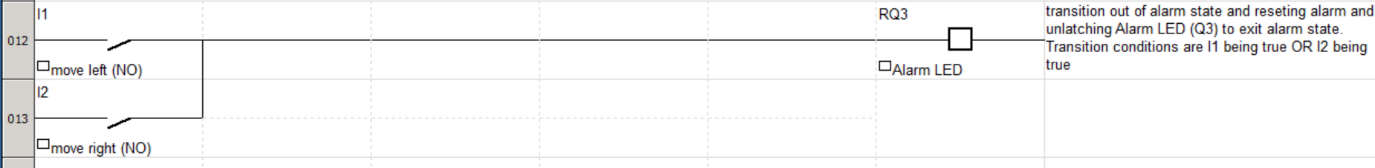 I1
RQ3
transition out of alarm state and reseting alarm and
unlatching Alarm LED (Q3) to exit alarm state.
Transition conditions are I1 being true OR I2 being
true
012
move left (NO)
Alarm LED
I2
013
move right (NO)